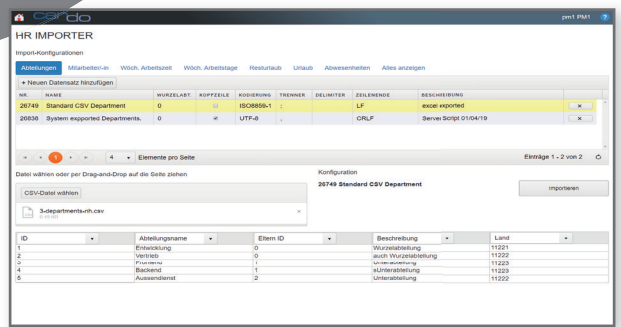 cardo pm1 PM1 ?
HR IMPORTER
Import-Konfigurationen
Abteilungen Mitarbeiter/-in Wöch. Arbeitszeit Wöch. Arbeitstage Resturlaub Urlaub Abwesenheiten Alles anzeigen
+ Neuen Datensatz hinzufügen
NR. NAME WURZELABT. KOPFZEILE KODIERUNG TRENNER DELIMITER ZEILENENDE BESCHREIBUNG
26749 Standard CSV Department 0 ISO8859-1 ; LF excel exported ×
20838 System expported Departments. 0 UTF-8 , CRLF Server Script 01/04/19 ×
1 4 Elemente pro Seite Einträge 1 - 2 von 2
Datei wählen oder per Drag-and-Drop auf die Seite ziehen Konfiguration
26749 Standard CSV Department
CSV-Datei wählen Importieren
3-departments-nh.csv ×
ID Abteilungsname Eltern ID Beschreibung Land
1 Entwicklung 0 Wurzelabteilung 11221
2 Vertrieb 0 auch Wurzelabteilung 11222
3 Frontend 1 Unterabteilung 11223
4 Backend 1 sUnterabteilung 11223
5 Aussendienst 2 Unterabteilung 11222